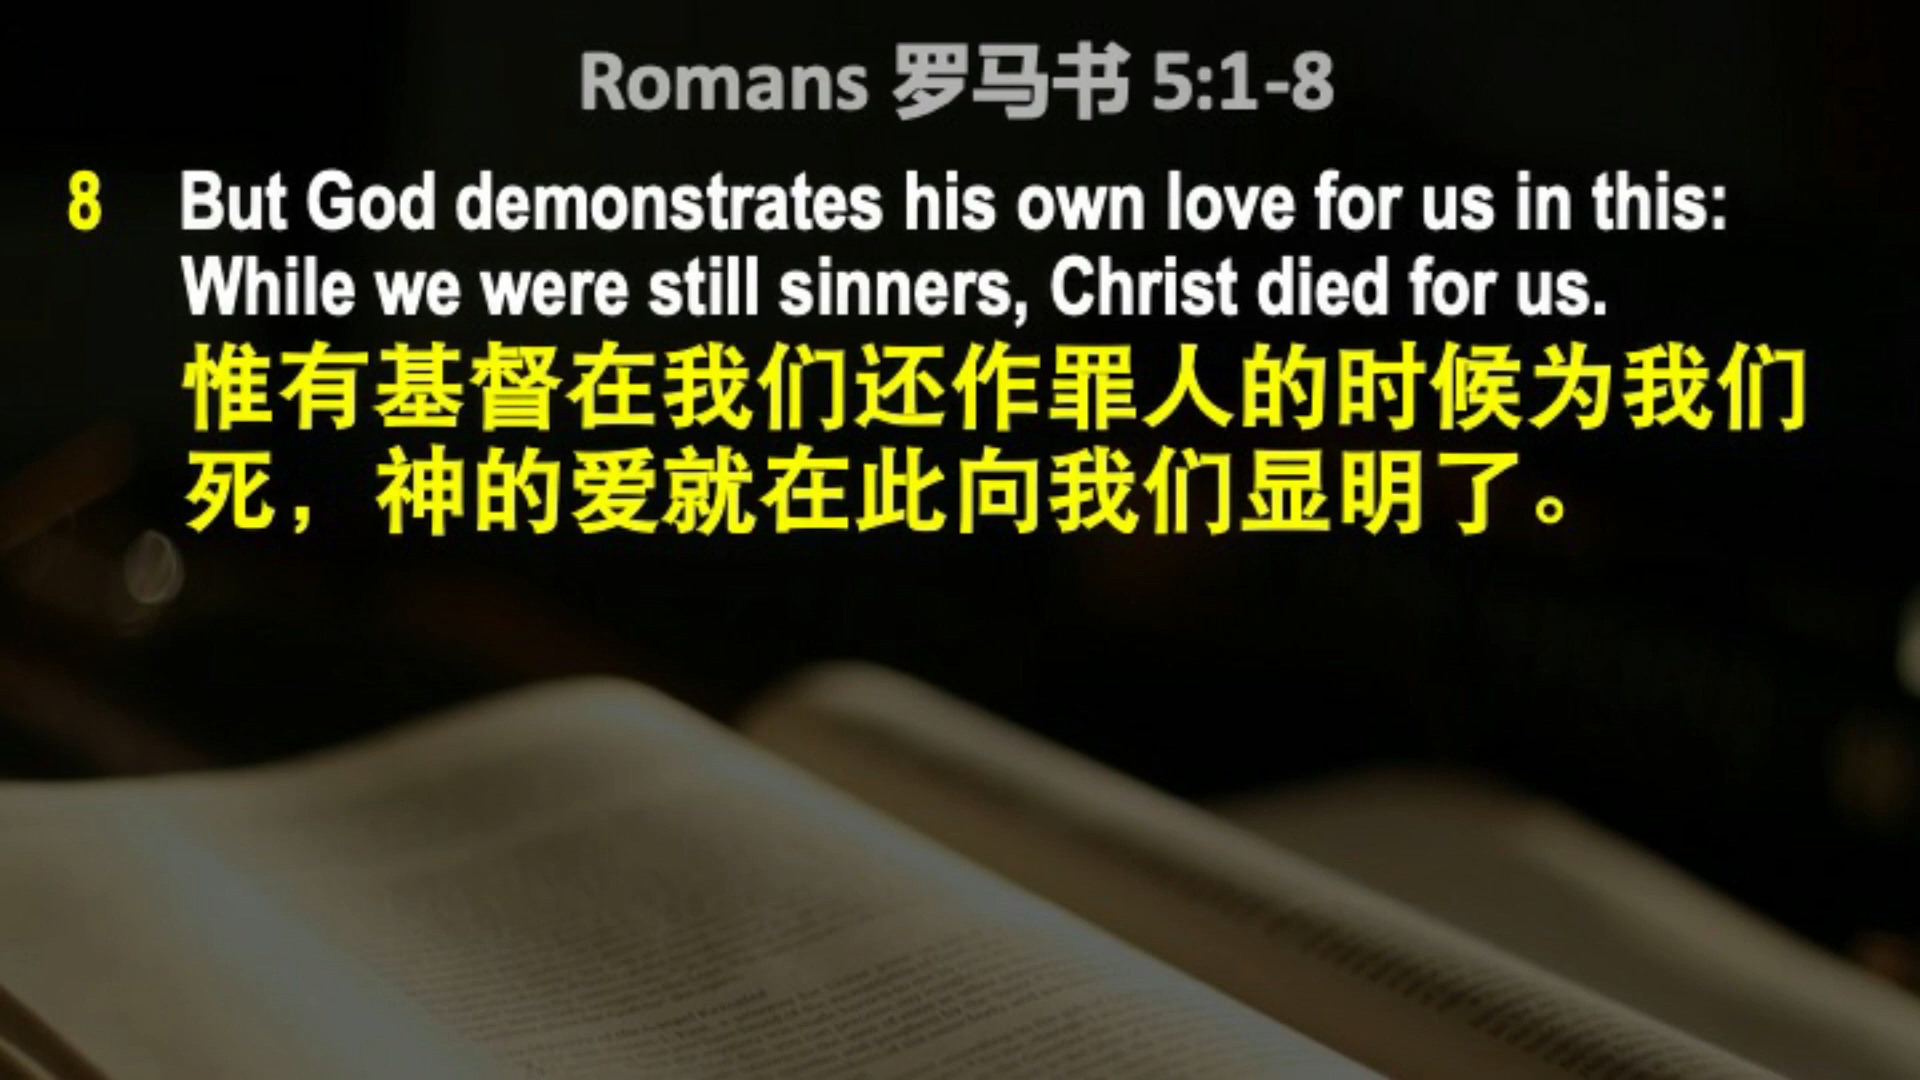 Romans 罗马书 5:1-8
8 But God demonstrates his own love for us in this:
While we were still sinners, Christ died for us.
惟有基督在我们还作罪人的时候为我们
死，神的爱就在此向我们显明了。